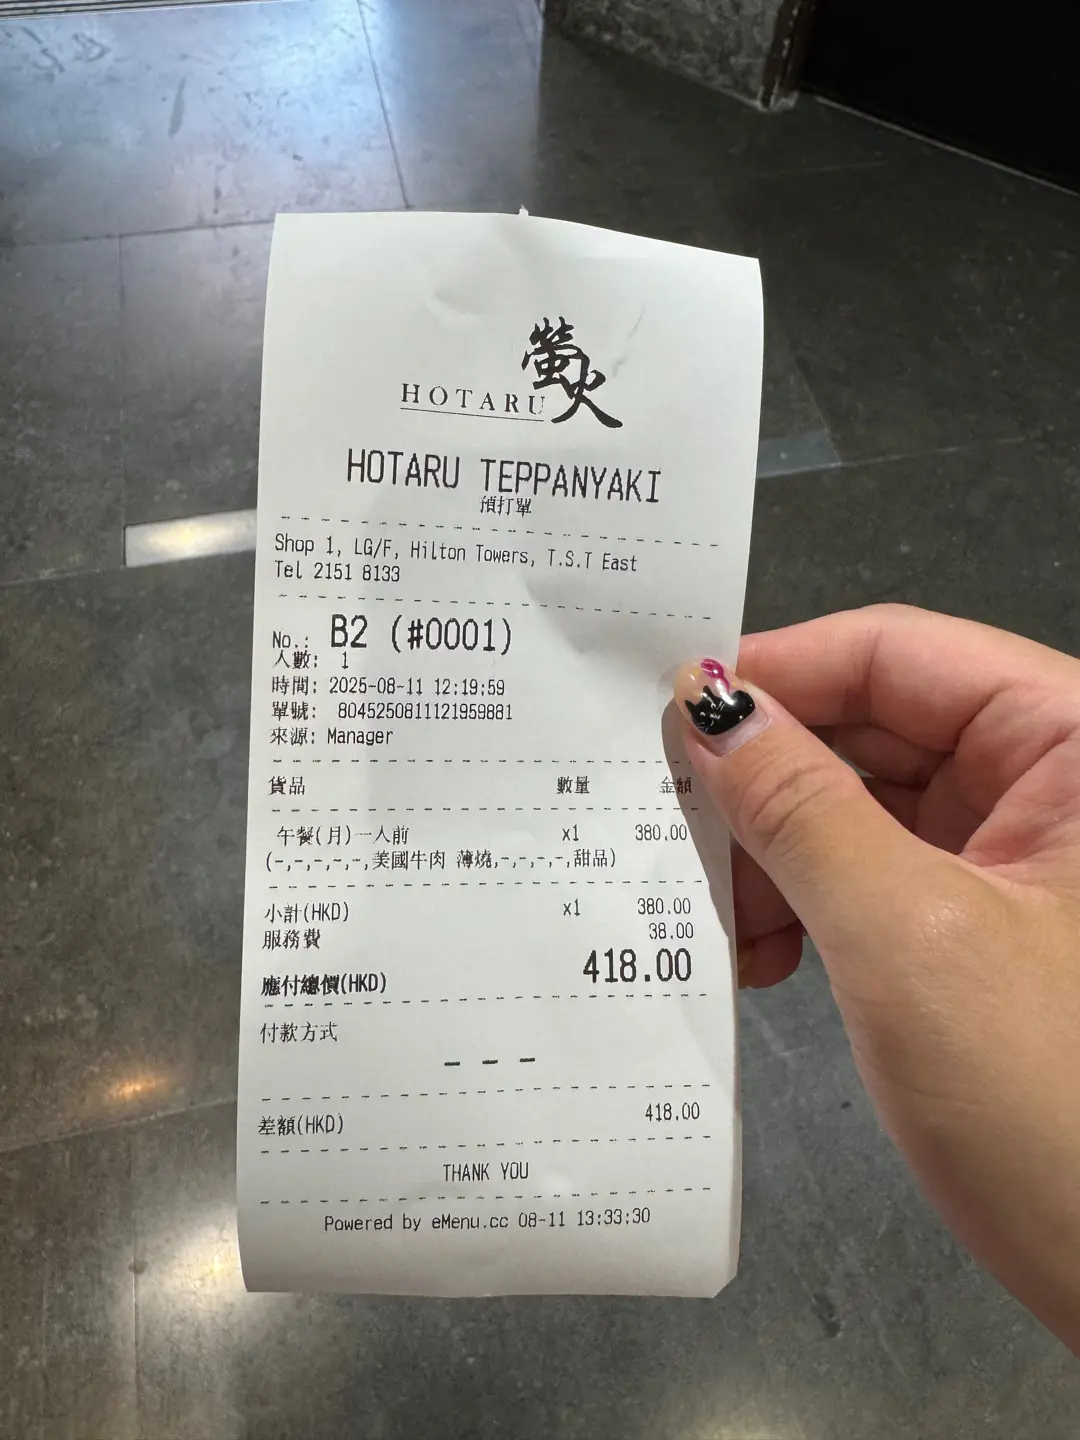 螢火
HOTARU
HOTARU TEPPANYAKI
預打單
Shop 1, LG/F, Hilton Towers, T.S.T East
Tel 2151 8133
No.: B2 (#0001)
人數: 1
時間: 2025-08-11 12:19:59
單號: 8045250811121959881
來源: Manager
貨品 數量 金額
午餐(月)一人前 x1 380.00
(-,-,-,-,-,美國牛肉 薄燒,-,-,-,-,甜品)
小計(HKD) x1 380.00
服務費 38.00
應付總價(HKD) 418.00
付款方式
- - -
差額(HKD) 418.00
THANK YOU
Powered by eMenu.cc 08-11 13:33:30